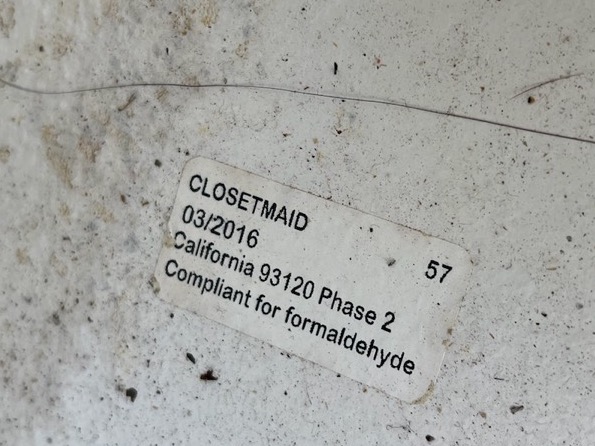 CLOSETMAID
03/2016 57
California 93120 Phase 2
Compliant for formaldehyde